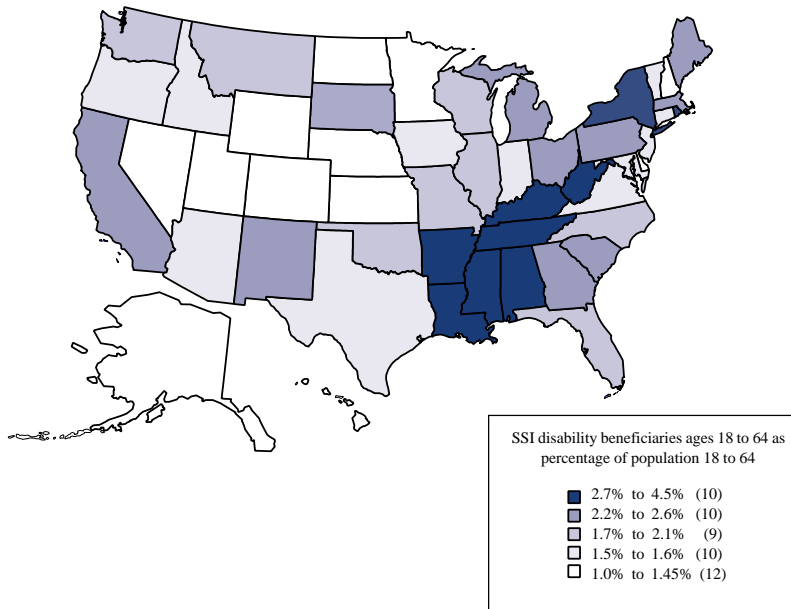 SSI disability beneficiaries ages 18 to 64 as
percentage of population 18 to 64
2.7% to 4.5% (10)
2.2% to 2.6% (10)
1.7% to 2.1% (9)
1.5% to 1.6% (10)
1.0% to 1.45% (12)